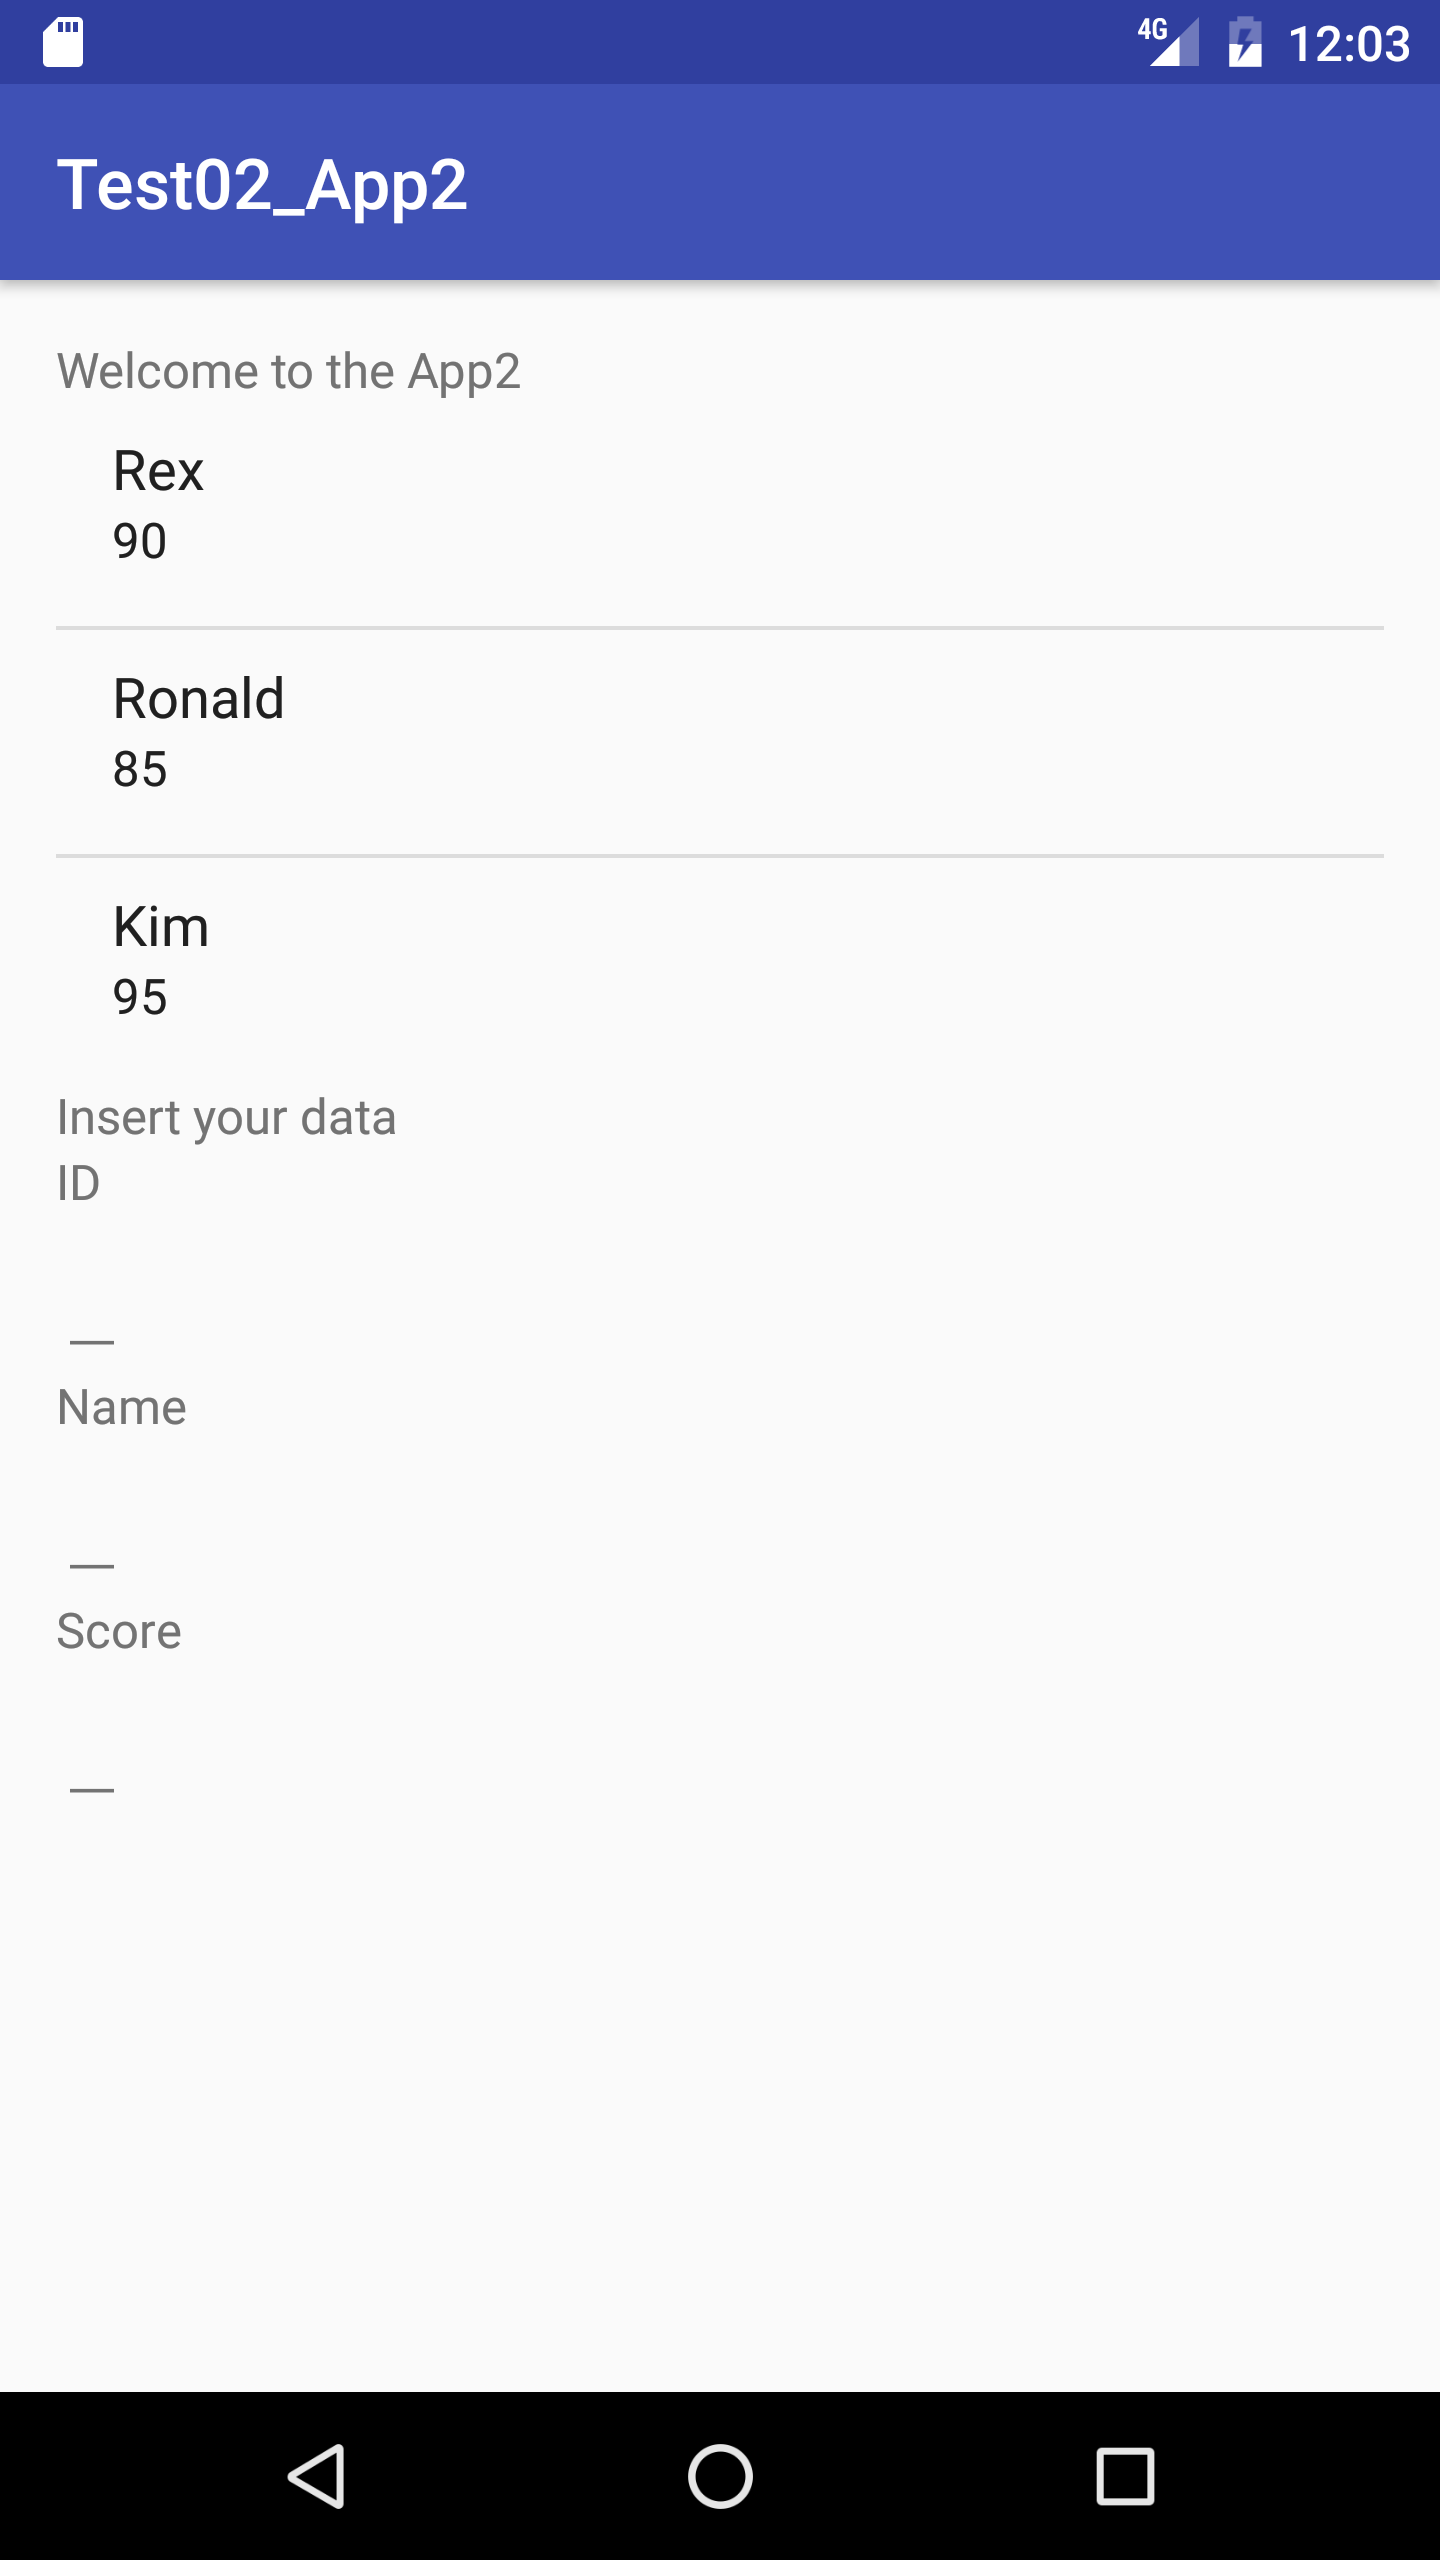 4G 12:03
Test02_App2
Welcome to the App2
Rex
90
Ronald
85
Kim
95
Insert your data
ID
Name
Score